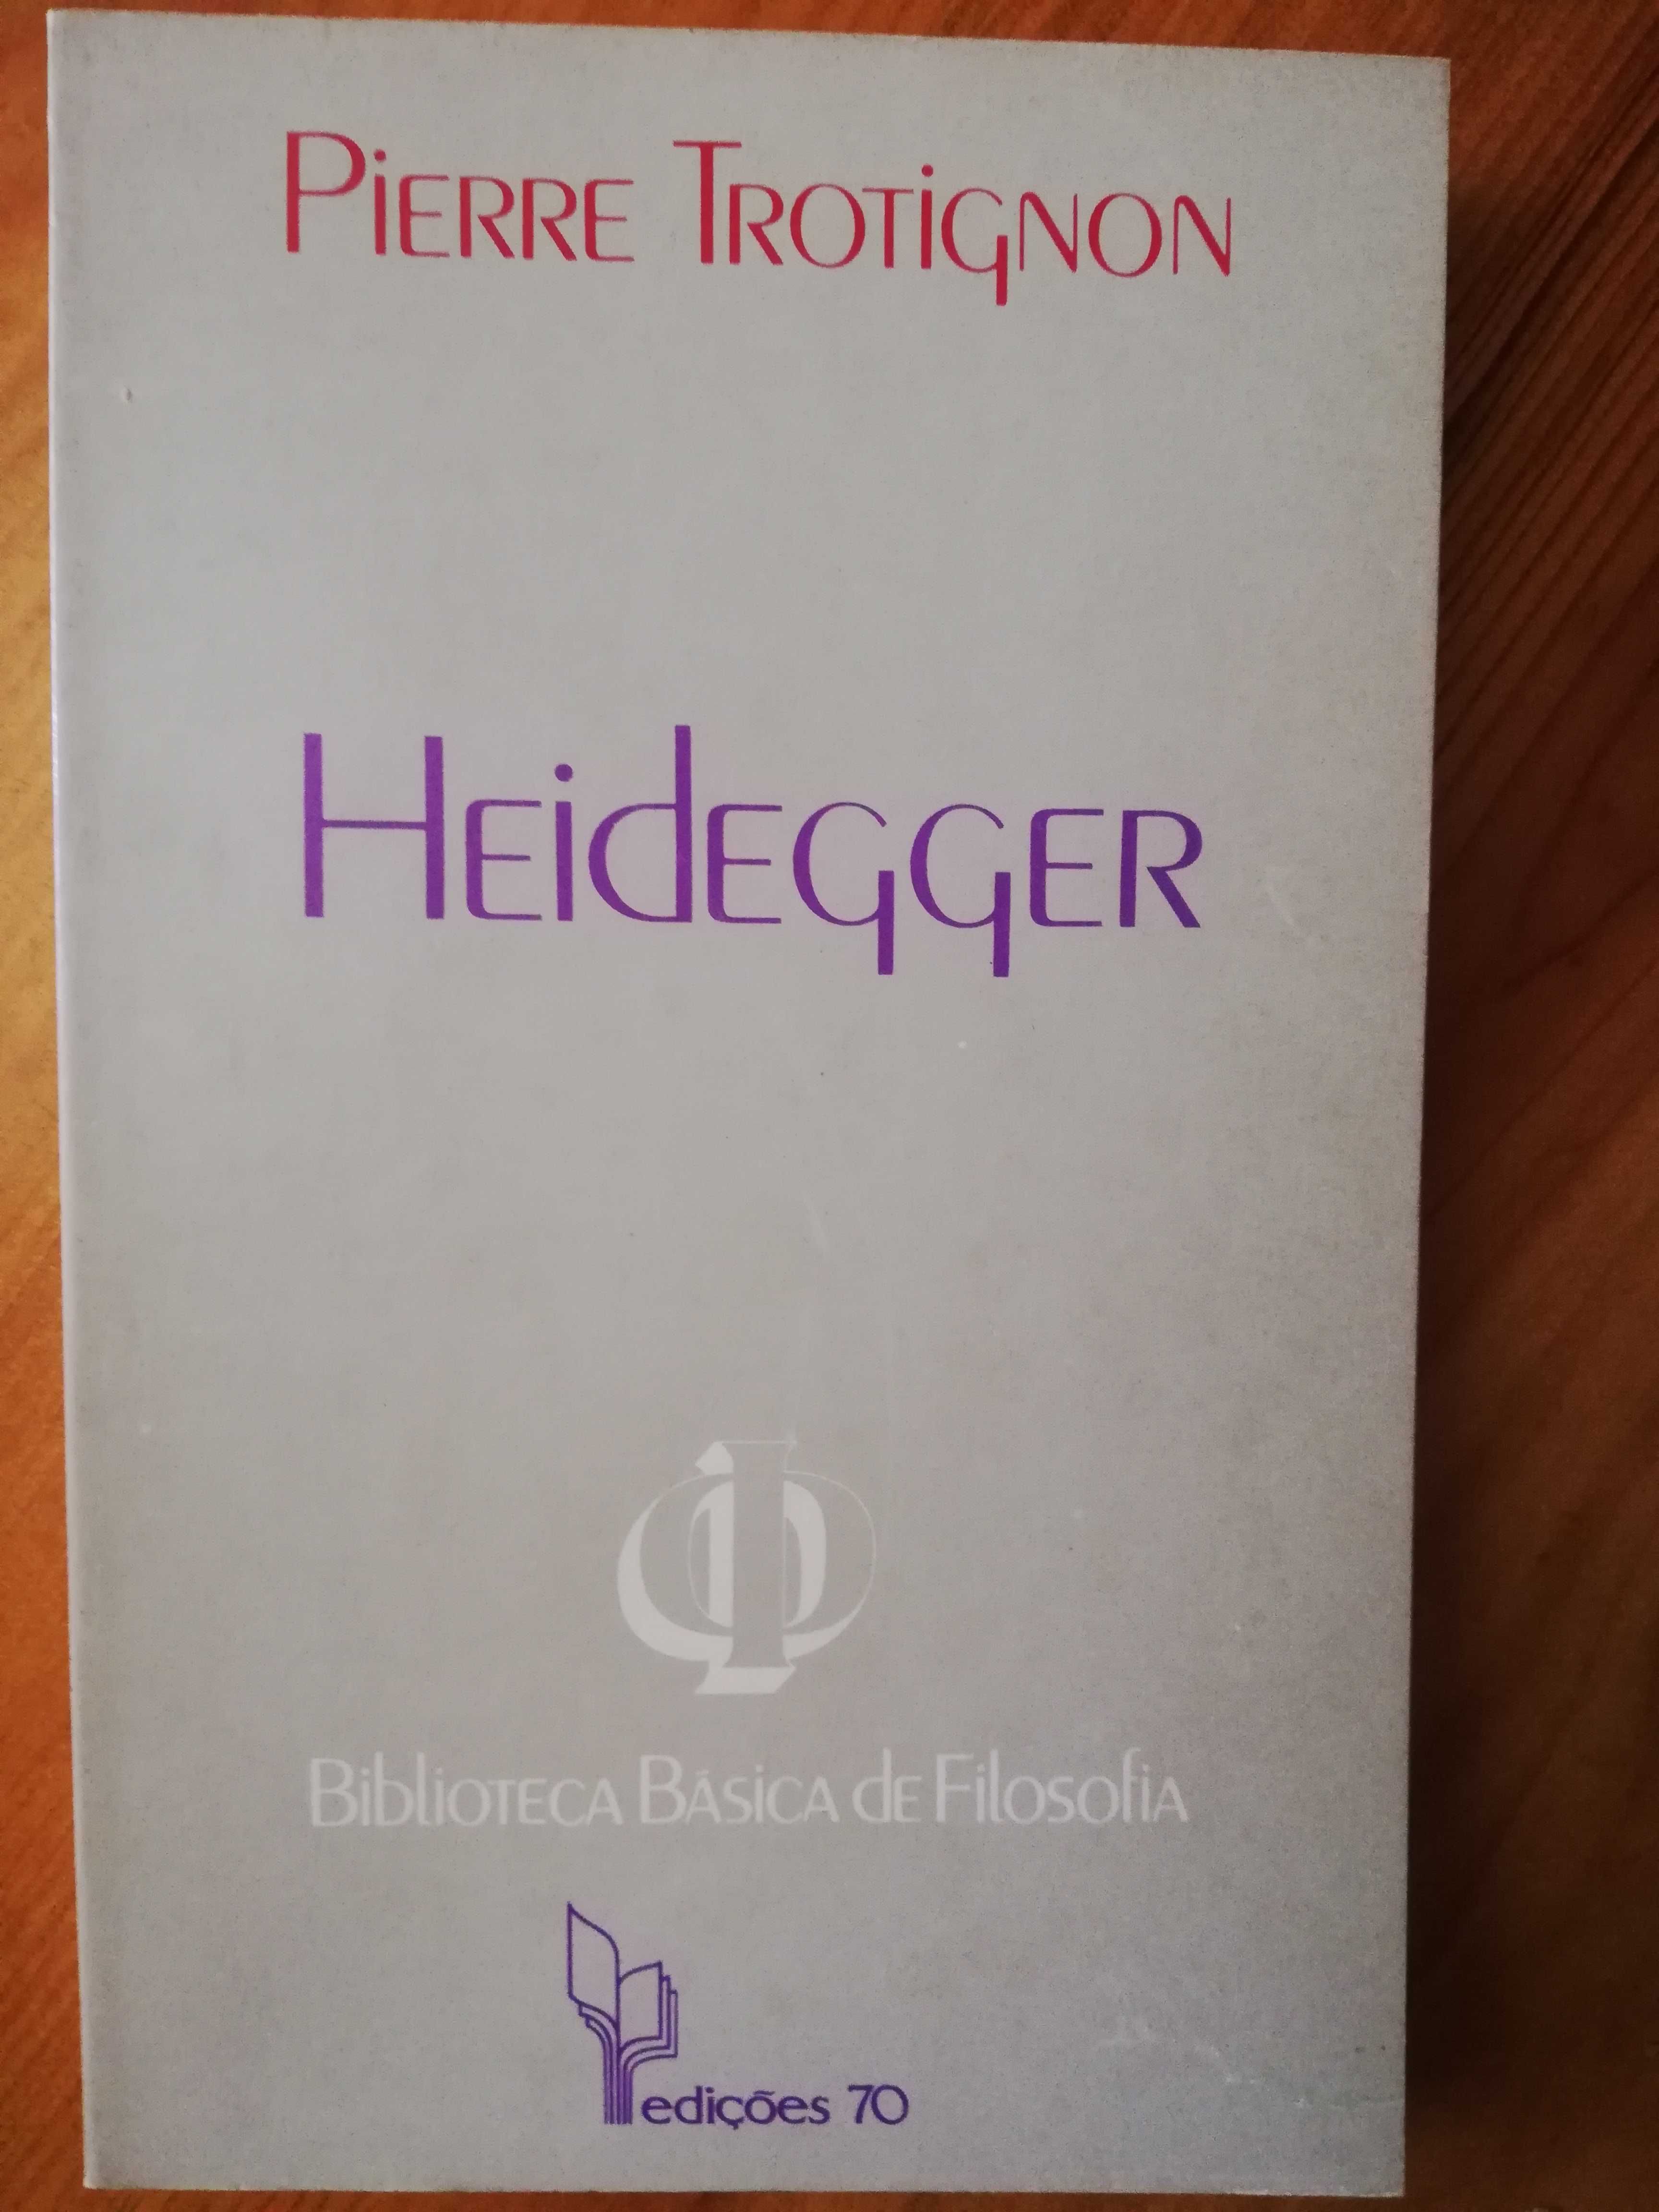 Pierre Trotignon
Heidegger
Φ
Biblioteca Básica de Filosofia
edições 70